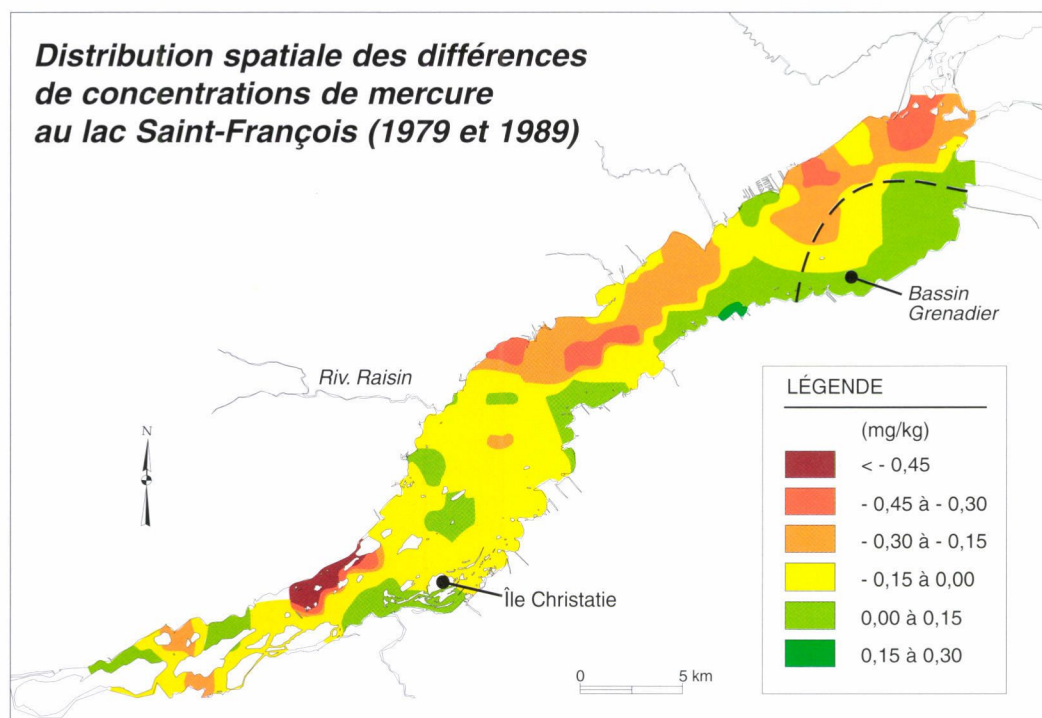 Distribution spatiale des différences
de concentrations de mercure
au lac Saint-François (1979 et 1989)
Bassin
Grenadier
Riv. Raisin
N
Île Christatie
0 5 km
LÉGENDE
(mg/kg)
< - 0,45
- 0,45 à - 0,30
- 0,30 à - 0,15
- 0,15 à 0,00
0,00 à 0,15
0,15 à 0,30